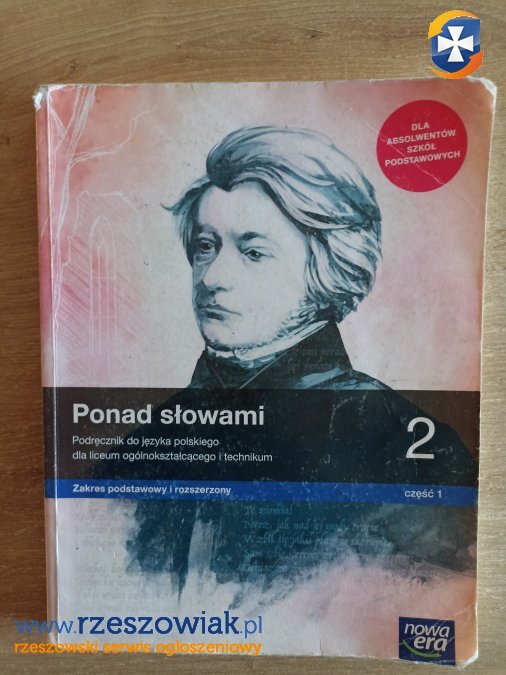 DLA
ABSOLWENTÓW
SZKÓŁ
PODSTAWOWYCH
Ponad słowami
2
Podręcznik do języka polskiego
dla liceum ogólnokształcącego i technikum
Zakres podstawowy i rozszerzony
część 1
www.rzeszowiak.pl
rzeszowski serwis ogłoszeniowy
nowa
era